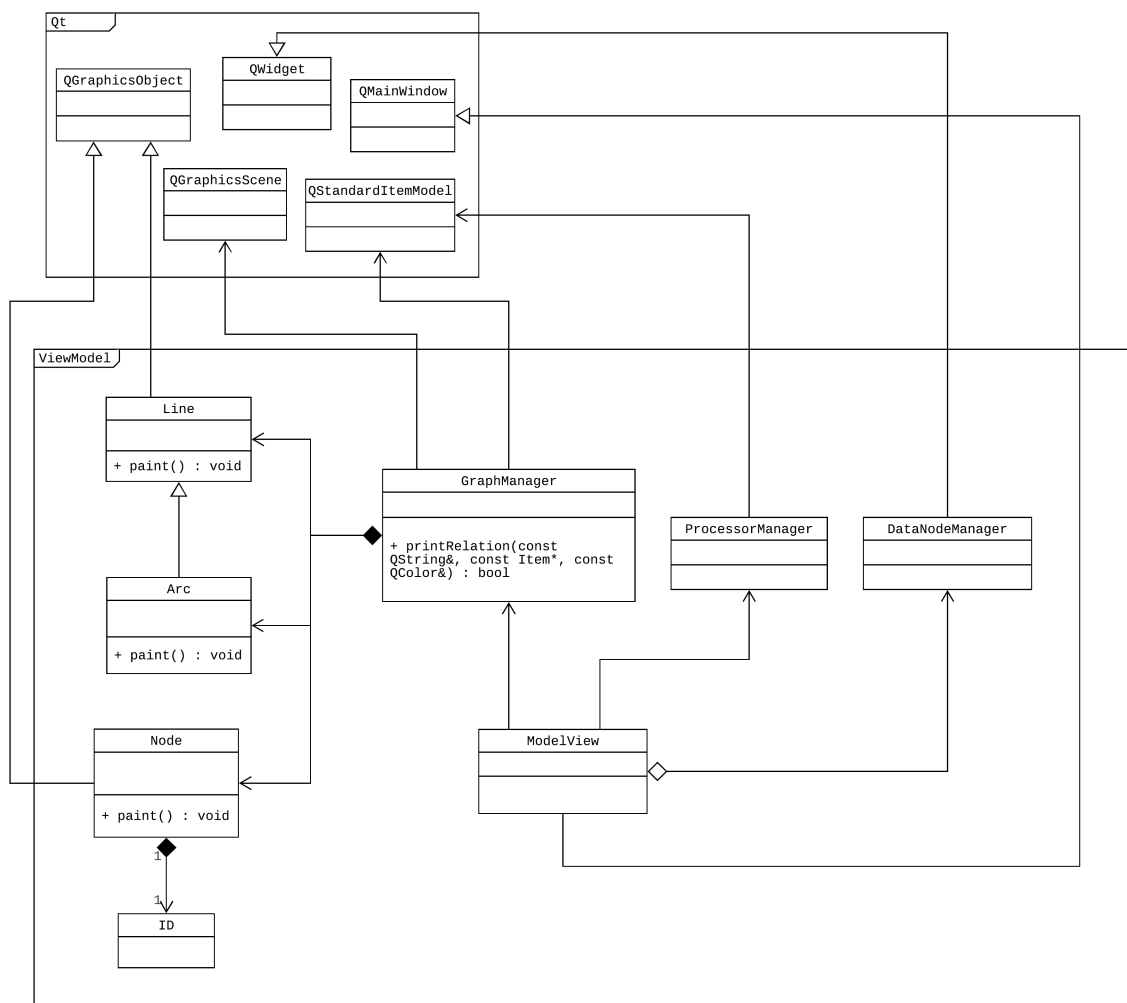 Qt
QWidget
QGraphicsObject
QMainWindow
QGraphicsScene
QStandardItemModel
ViewModel
Line
+ paint() : void
GraphManager
+ printRelation(const
QString&, const Item*, const
QColor&) : bool
ProcessorManager
DataNodeManager
Arc
+ paint() : void
Node
+ paint() : void
ModelView
1
1
ID